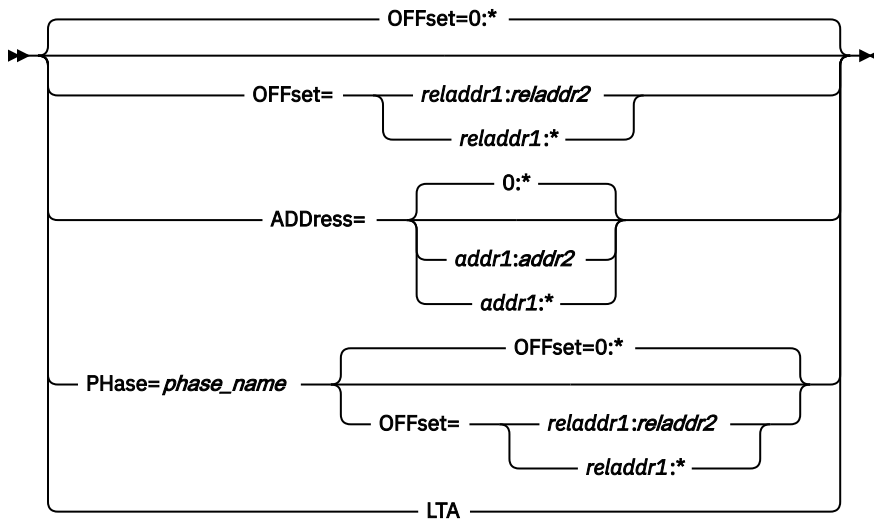 OFFset=0:*
OFFset= reladdr1:reladdr2
reladdr1:*
0:*
ADDress=
addr1:addr2
addr1:*
OFFset=0:*
PHase=phase_name
OFFset= reladdr1:reladdr2
reladdr1:*
LTA